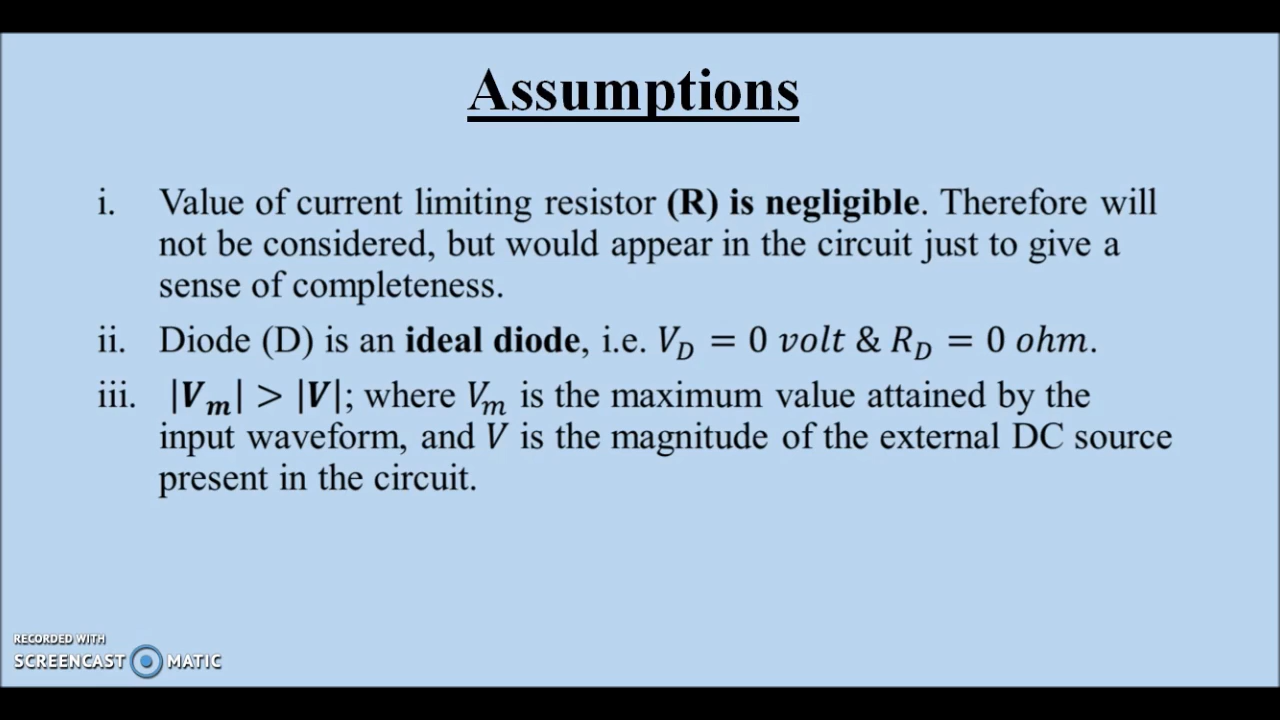 Assumptions
i. Value of current limiting resistor (R) is negligible. Therefore will
not be considered, but would appear in the circuit just to give a
sense of completeness.
ii. Diode (D) is an ideal diode, i.e. V_D = 0 volt & R_D = 0 ohm.
iii. |V_m| > |V|; where V_m is the maximum value attained by the
input waveform, and V is the magnitude of the external DC source
present in the circuit.
RECORDED WITH
SCREENCAST MATIC